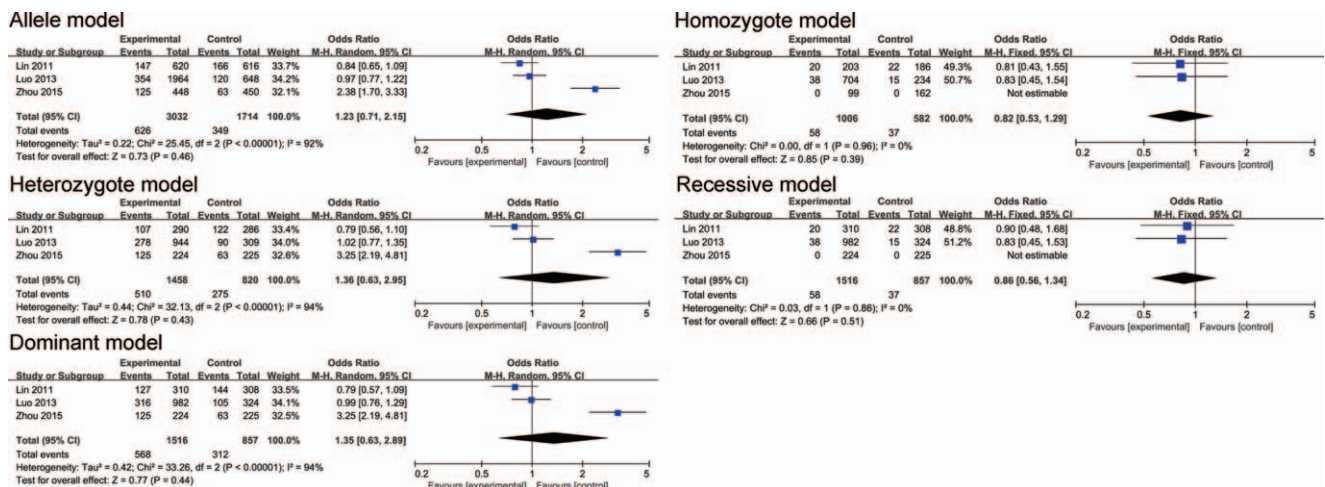 Allele model
Experimental Control Odds Ratio Odds Ratio
Study or Subgroup Events Total Events Total Weight M-H, Random, 95% CI M-H, Random, 95% CI
Lin 2011 147 620 166 616 33.7% 0.84 [0.65, 1.09]
Luo 2013 354 1964 120 648 34.2% 0.97 [0.77, 1.22]
Zhou 2015 125 448 63 450 32.1% 2.38 [1.70, 3.33]
Total (95% CI) 3032 1714 100.0% 1.23 [0.71, 2.15]
Total events 626 349
Heterogeneity: Tau² = 0.22; Chi² = 25.45, df = 2 (P < 0.00001); I² = 92%
Test for overall effect: Z = 0.73 (P = 0.46)
0.2 0.5 1 2 5
Favours [experimental] Favours [control]
Heterozygote model
Experimental Control Odds Ratio Odds Ratio
Study or Subgroup Events Total Events Total Weight M-H, Random, 95% CI M-H, Random, 95% CI
Lin 2011 107 290 122 286 33.4% 0.79 [0.56, 1.10]
Luo 2013 278 944 90 309 34.0% 1.02 [0.77, 1.35]
Zhou 2015 125 224 63 225 32.6% 3.25 [2.19, 4.81]
Total (95% CI) 1458 820 100.0% 1.36 [0.63, 2.95]
Total events 510 275
Heterogeneity: Tau² = 0.44; Chi² = 32.13, df = 2 (P < 0.00001); I² = 94%
Test for overall effect: Z = 0.78 (P = 0.43)
0.2 0.5 1 2 5
Favours [experimental] Favours [control]
Dominant model
Experimental Control Odds Ratio Odds Ratio
Study or Subgroup Events Total Events Total Weight M-H, Random, 95% CI M-H, Random, 95% CI
Lin 2011 127 310 144 308 33.5% 0.79 [0.57, 1.09]
Luo 2013 316 982 105 324 34.1% 0.99 [0.76, 1.29]
Zhou 2015 125 224 63 225 32.5% 3.25 [2.19, 4.81]
Total (95% CI) 1516 857 100.0% 1.35 [0.63, 2.89]
Total events 568 312
Heterogeneity: Tau² = 0.42; Chi² = 33.26, df = 2 (P < 0.00001); I² = 94%
Test for overall effect: Z = 0.77 (P = 0.44)
0.2 0.5 1 2 5
Favours [experimental] Favours [control]
Homozygote model
Experimental Control Odds Ratio Odds Ratio
Study or Subgroup Events Total Events Total Weight M-H, Fixed, 95% CI M-H, Fixed, 95% CI
Lin 2011 20 203 22 186 49.3% 0.81 [0.43, 1.55]
Luo 2013 38 704 15 234 50.7% 0.83 [0.45, 1.54]
Zhou 2015 0 99 0 162 Not estimable
Total (95% CI) 1006 582 100.0% 0.82 [0.53, 1.29]
Total events 58 37
Heterogeneity: Chi² = 0.00, df = 1 (P = 0.96); I² = 0%
Test for overall effect: Z = 0.85 (P = 0.39)
0.2 0.5 1 2 5
Favours [experimental] Favours [control]
Recessive model
Experimental Control Odds Ratio Odds Ratio
Study or Subgroup Events Total Events Total Weight M-H, Fixed, 95% CI M-H, Fixed, 95% CI
Lin 2011 20 310 22 308 48.8% 0.90 [0.48, 1.68]
Luo 2013 38 982 15 324 51.2% 0.83 [0.45, 1.53]
Zhou 2015 0 224 0 225 Not estimable
Total (95% CI) 1516 857 100.0% 0.86 [0.56, 1.34]
Total events 58 37
Heterogeneity: Chi² = 0.03, df = 1 (P = 0.86); I² = 0%
Test for overall effect: Z = 0.66 (P = 0.51)
0.2 0.5 1 2 5
Favours [experimental] Favours [control]